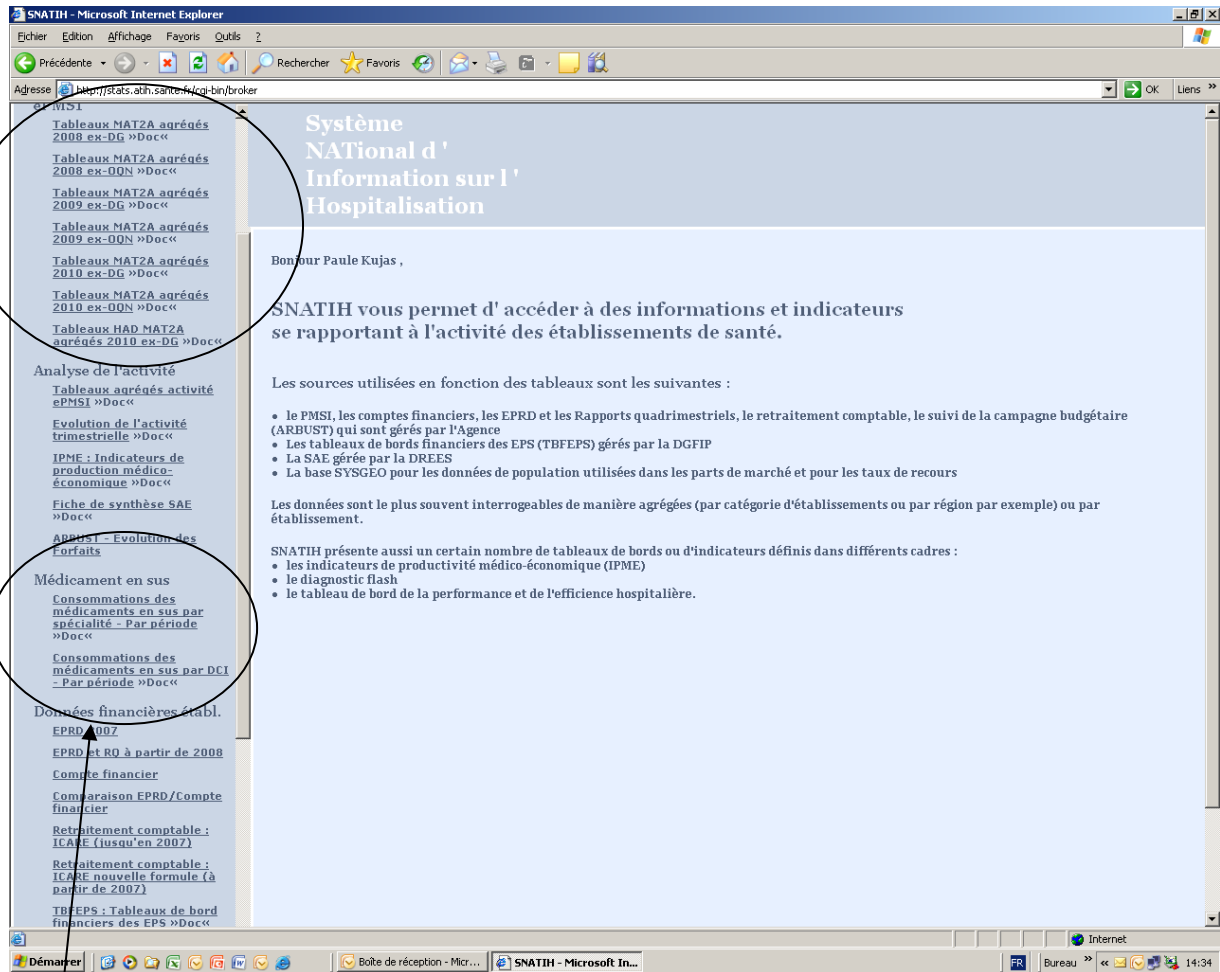 SNATIH - Microsoft Internet Explorer
Fichier Edition Affichage Favoris Outils ?
Précédente Rechercher Favoris
Adresse http://stats.atih.sante.fr/cgi-bin/broker OK Liens »
ePMSI
Tableaux MAT2A agrégés
2008 ex-DG »Doc«
Tableaux MAT2A agrégés
2008 ex-OQN »Doc«
Tableaux MAT2A agrégés
2009 ex-DG »Doc«
Tableaux MAT2A agrégés
2009 ex-OQN »Doc«
Tableaux MAT2A agrégés
2010 ex-DG »Doc«
Tableaux MAT2A agrégés
2010 ex-OQN »Doc«
Tableaux HAD MAT2A
agrégés 2010 ex-DG »Doc«
Analyse de l'activité
Tableaux agrégés activité
ePMSI »Doc«
Evolution de l'activité
trimestrielle »Doc«
IPME : Indicateurs de
production médico-
économique »Doc«
Fiche de synthèse SAE
»Doc«
ARBUST - Evolution des
Forfaits
Médicament en sus
Consommations des
médicaments en sus par
spécialité - Par période
»Doc«
Consommations des
médicaments en sus par DCI
- Par période »Doc«
Données financières établ.
EPRD 2007
EPRD et RQ à partir de 2008
Compte financier
Comparaison EPRD/Compte
financier
Retraitement comptable :
ICARE (jusqu'en 2007)
Retraitement comptable :
ICARE nouvelle formule (à
partir de 2007)
TBFEPS : Tableaux de bord
financiers des EPS »Doc«
Système
NATional d '
Information sur l '
Hospitalisation
Bonjour Paule Kujas ,
SNATIH vous permet d' accéder à des informations et indicateurs
se rapportant à l'activité des établissements de santé.
Les sources utilisées en fonction des tableaux sont les suivantes :
• le PMSI, les comptes financiers, les EPRD et les Rapports quadrimestriels, le retraitement comptable, le suivi de la campagne budgétaire
(ARBUST) qui sont gérés par l'Agence
• Les tableaux de bords financiers des EPS (TBFEPS) gérés par la DGFIP
• La SAE gérée par la DREES
• La base SYSGEO pour les données de population utilisées dans les parts de marché et pour les taux de recours
Les données sont le plus souvent interrogeables de manière agrégées (par catégorie d'établissements ou par région par exemple) ou par
établissement.
SNATIH présente aussi un certain nombre de tableaux de bords ou d'indicateurs définis dans différents cadres :
• les indicateurs de productivité médico-économique (IPME)
• le diagnostic flash
• le tableau de bord de la performance et de l'efficience hospitalière.
Internet
Démarrer Boîte de réception - Micr... SNATIH - Microsoft In... FR Bureau » « 14:34